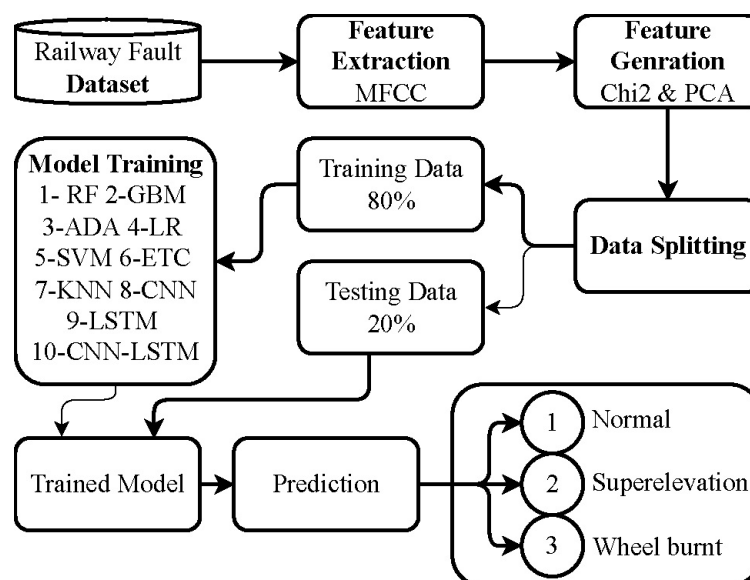 Railway Fault
Dataset
Feature
Extraction
MFCC
Feature
Genration
Chi2 & PCA
Model Training
1- RF 2-GBM
3-ADA 4-LR
5-SVM 6-ETC
7-KNN 8-CNN
9-LSTM
10-CNN-LSTM
Training Data
80%
Data Splitting
Testing Data
20%
Trained Model
Prediction
1 Normal
2 Superelevation
3 Wheel burnt